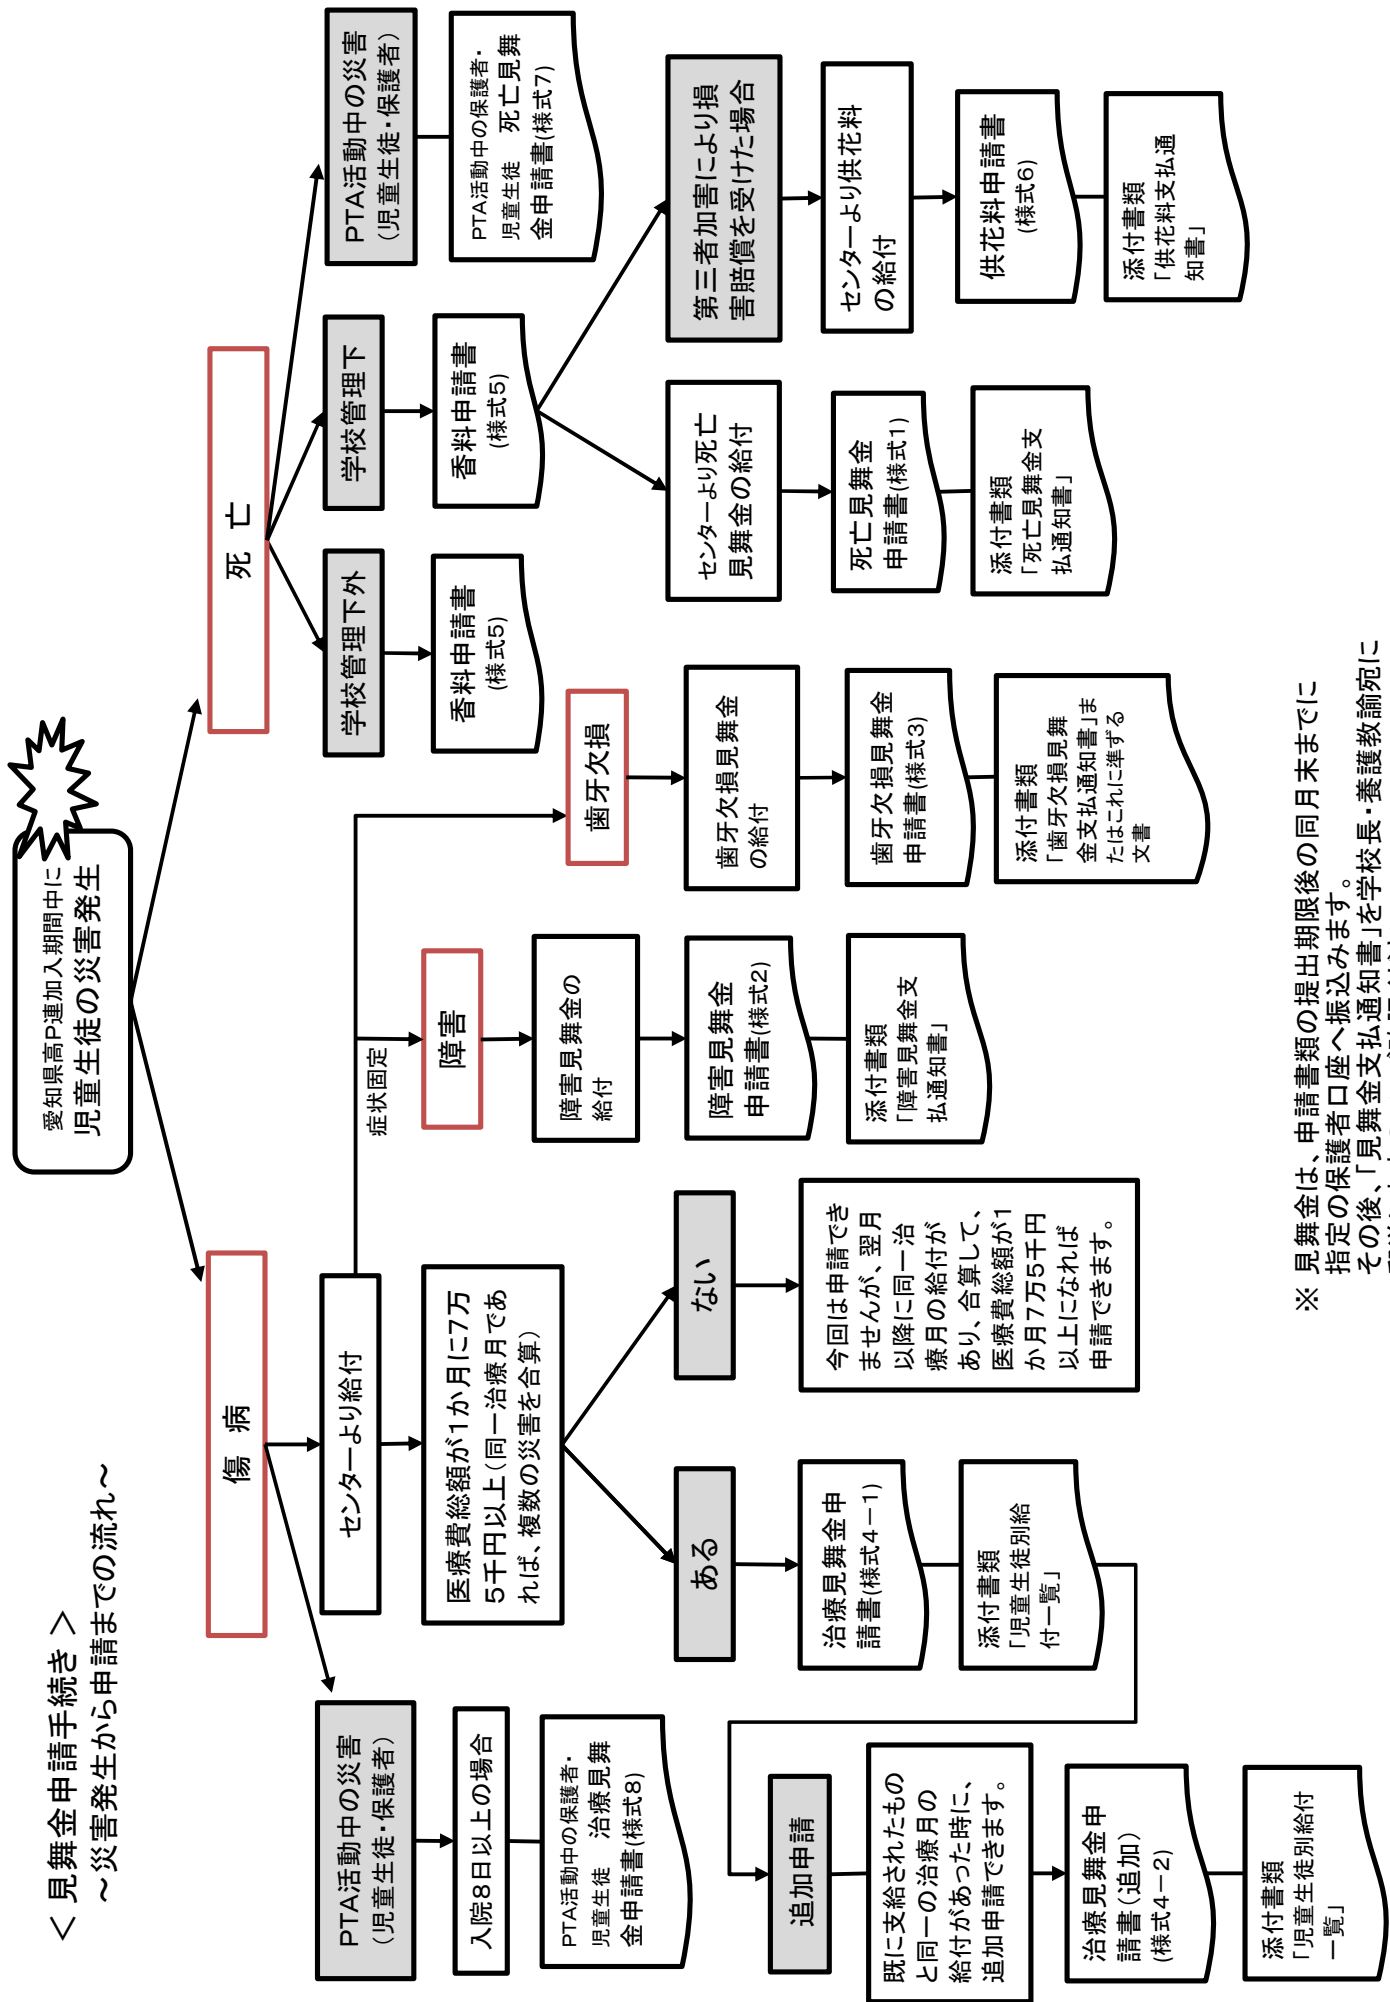 ＜ 見舞金申請手続き ＞
～災害発生から申請までの流れ～
愛知県高P連加入期間中に
児童生徒の災害発生
傷 病
死 亡
PTA活動中の災害
（児童生徒・保護者）
入院８日以上の場合
PTA活動中の保護者・
児童生徒　治療見舞
金申請書(様式８)
センターより給付
医療費総額が１か月に７万
５千円以上（同一治療月であ
れば、複数の災害を合算）
ある
治療見舞金申
請書(様式４－１)
添付書類
「児童生徒別給
付一覧」
追加申請
既に支給されたもの
と同一の治療月の
給付があった時に、
追加申請できます。
治療見舞金申
請書（追加）
(様式４－２)
添付書類
「児童生徒別給付
一覧」
ない
今回は申請でき
ませんが、翌月
以降に同一治
療月の給付が
あり、合算して、
医療費総額が１
か月７万５千円
以上になれば
申請できます。
症状固定
障害
障害見舞金の
給付
障害見舞金
申請書(様式２)
添付書類
「障害見舞金支
払通知書」
歯牙欠損
歯牙欠損見舞金
の給付
歯牙欠損見舞金
申請書(様式３)
添付書類
「歯牙欠損見舞
金支払通知書」ま
たはこれに準ずる
文書
学校管理下外
香料申請書
(様式５)
学校管理下
香料申請書
(様式５)
センターより死亡
見舞金の給付
死亡見舞金
申請書(様式１)
添付書類
「死亡見舞金支
払通知書」
第三者加害により損
害賠償を受けた場合
センターより供花料
の給付
供花料申請書
(様式６)
添付書類
「供花料支払通
知書」
PTA活動中の災害
（児童生徒・保護者）
PTA活動中の保護者・
児童生徒　死亡見舞
金申請書(様式７)
※ 見舞金は、申請書類の提出期限後の同月末までに
指定の保護者口座へ振込みます。
その後、「見舞金支払通知書」を学校長・養護教諭宛に